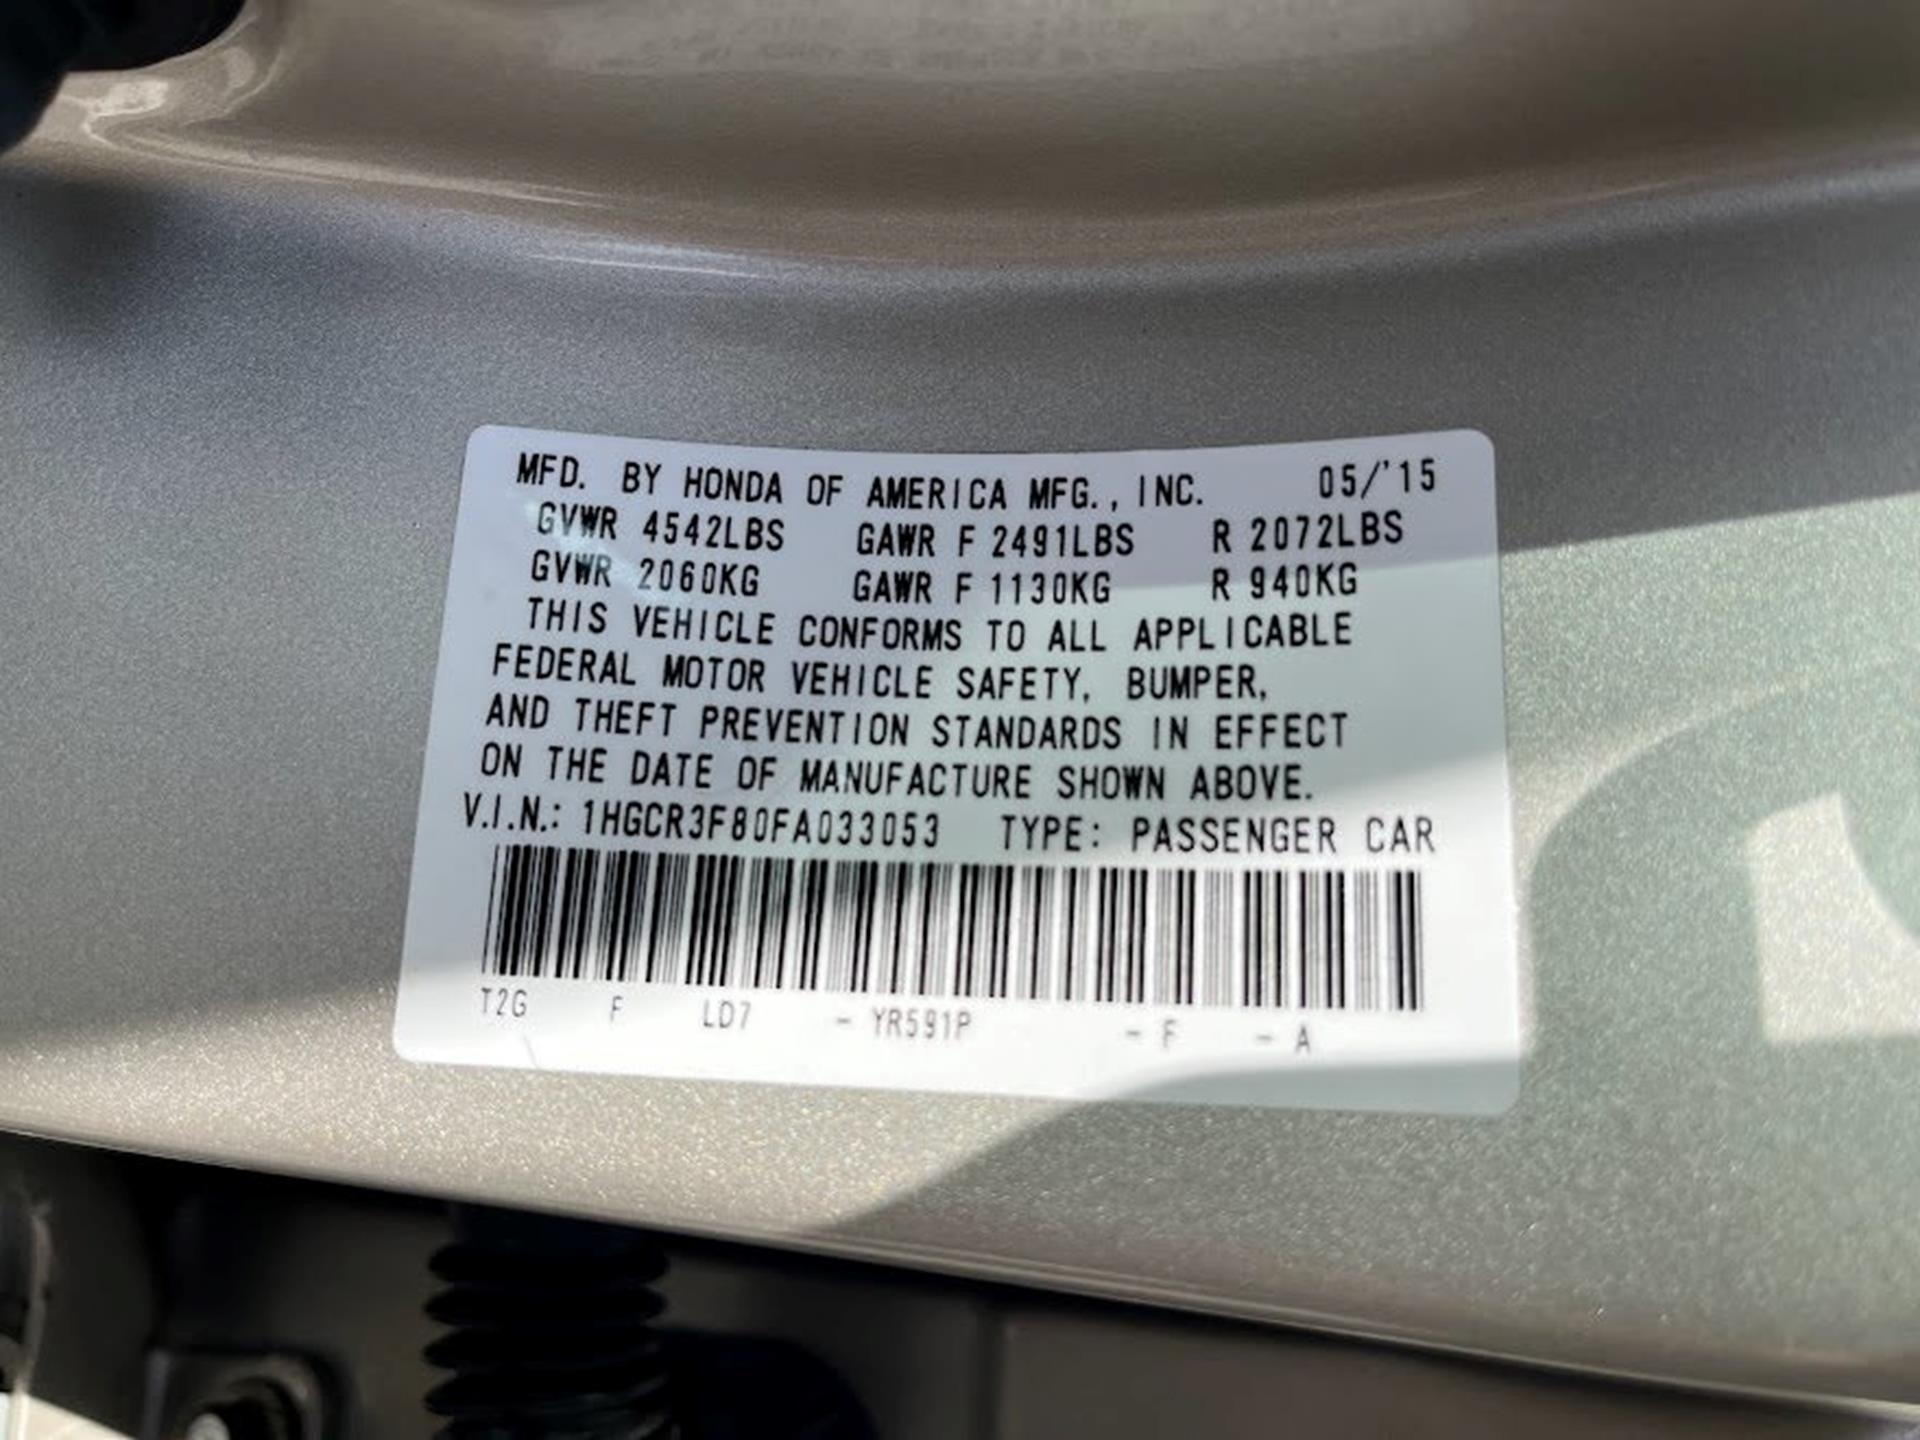 MFD. BY HONDA OF AMERICA MFG., INC. 05/'15
GVWR 4542LBS GAWR F 2491LBS R 2072LBS
GVWR 2060KG GAWR F 1130KG R 940KG
THIS VEHICLE CONFORMS TO ALL APPLICABLE
FEDERAL MOTOR VEHICLE SAFETY, BUMPER,
AND THEFT PREVENTION STANDARDS IN EFFECT
ON THE DATE OF MANUFACTURE SHOWN ABOVE.
V.I.N.: 1HGCR3F80FA033053 TYPE: PASSENGER CAR
T2G F LD7 - YR591P - F - A